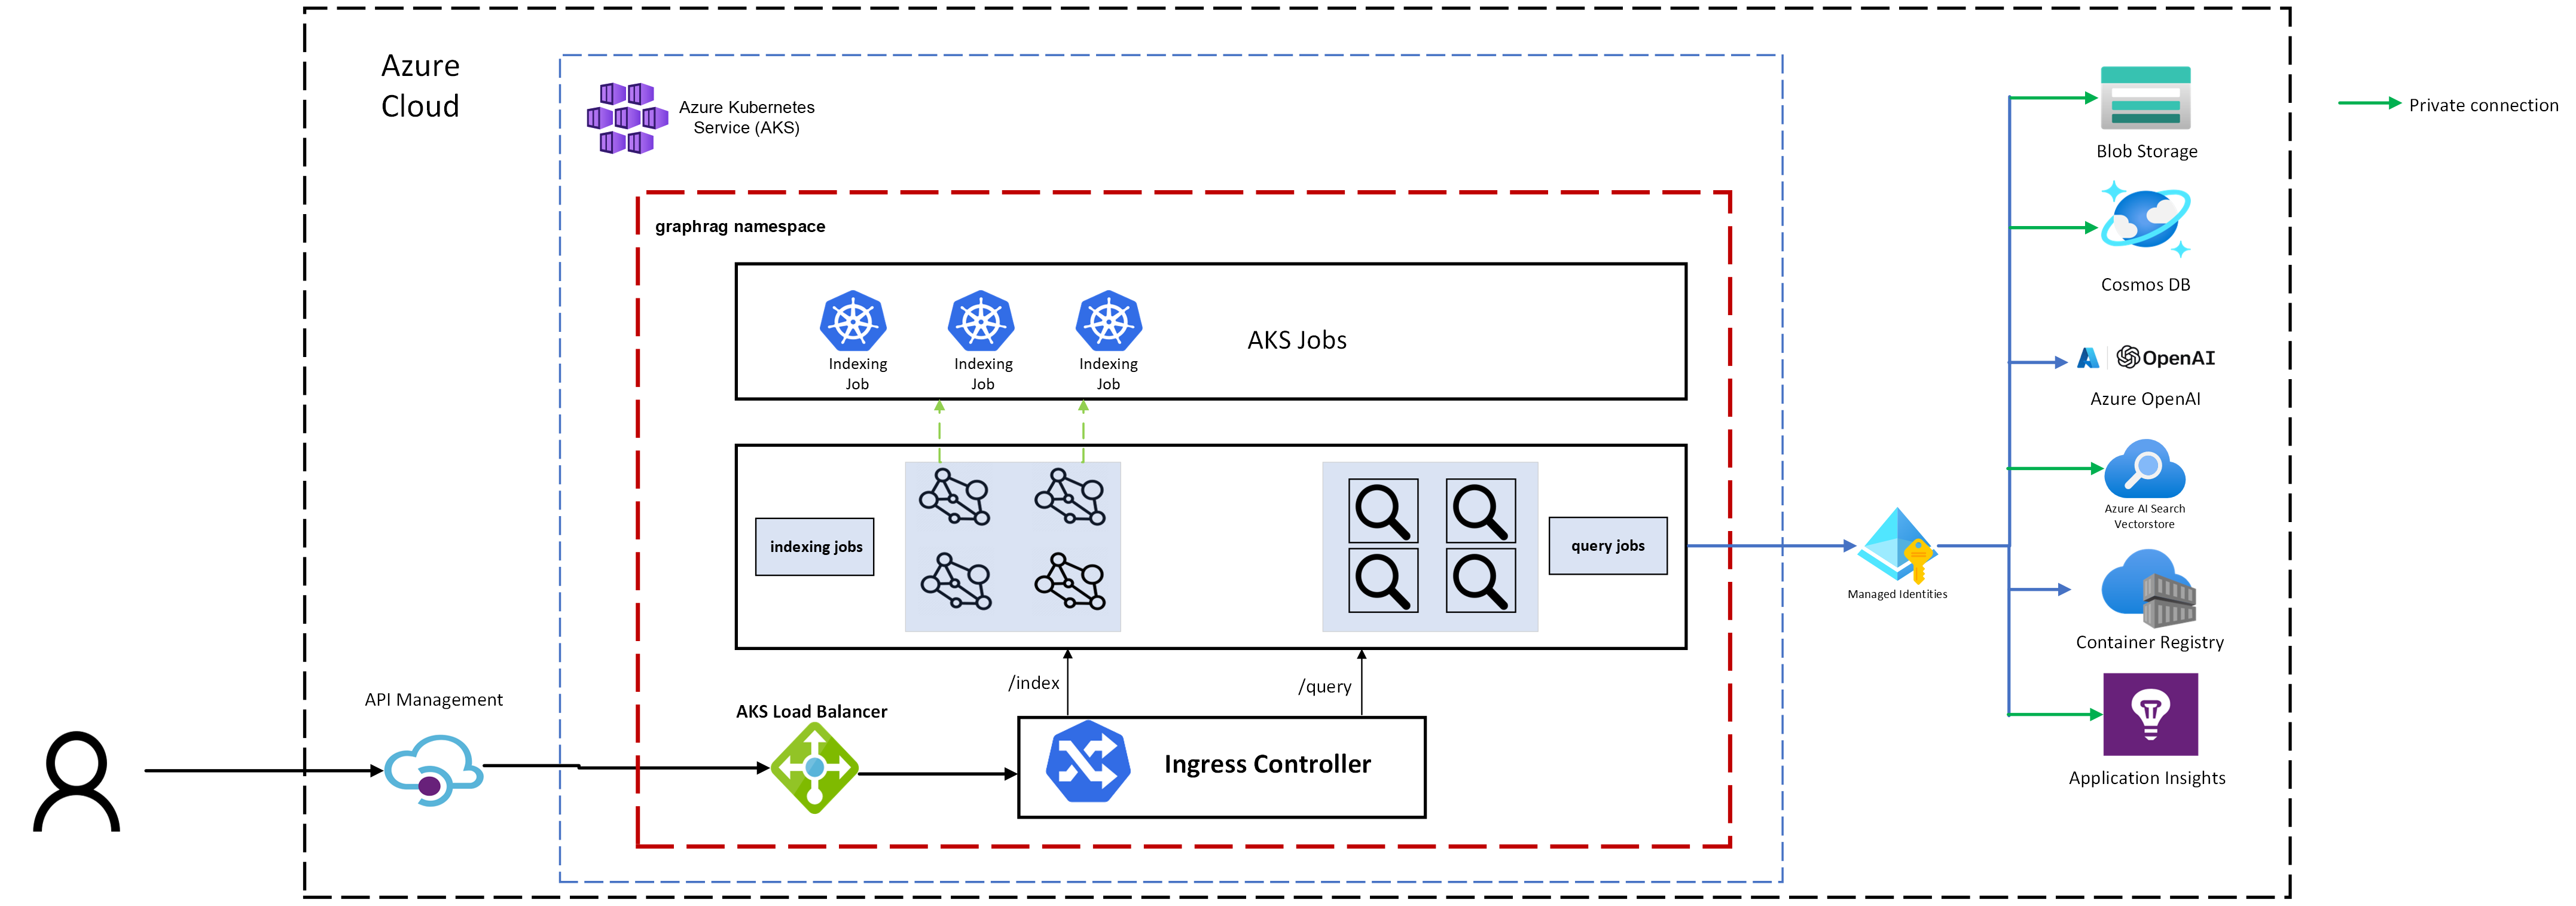 Azure
Cloud
Azure Kubernetes
Service (AKS)
graphrag namespace
Indexing
Job
Indexing
Job
Indexing
Job
AKS Jobs
indexing jobs
query jobs
/index
/query
API Management
AKS Load Balancer
Ingress Controller
Managed Identities
Blob Storage
Cosmos DB
OpenAI
Azure OpenAI
Azure AI Search
Vectorstore
Container Registry
Application Insights
Private connection